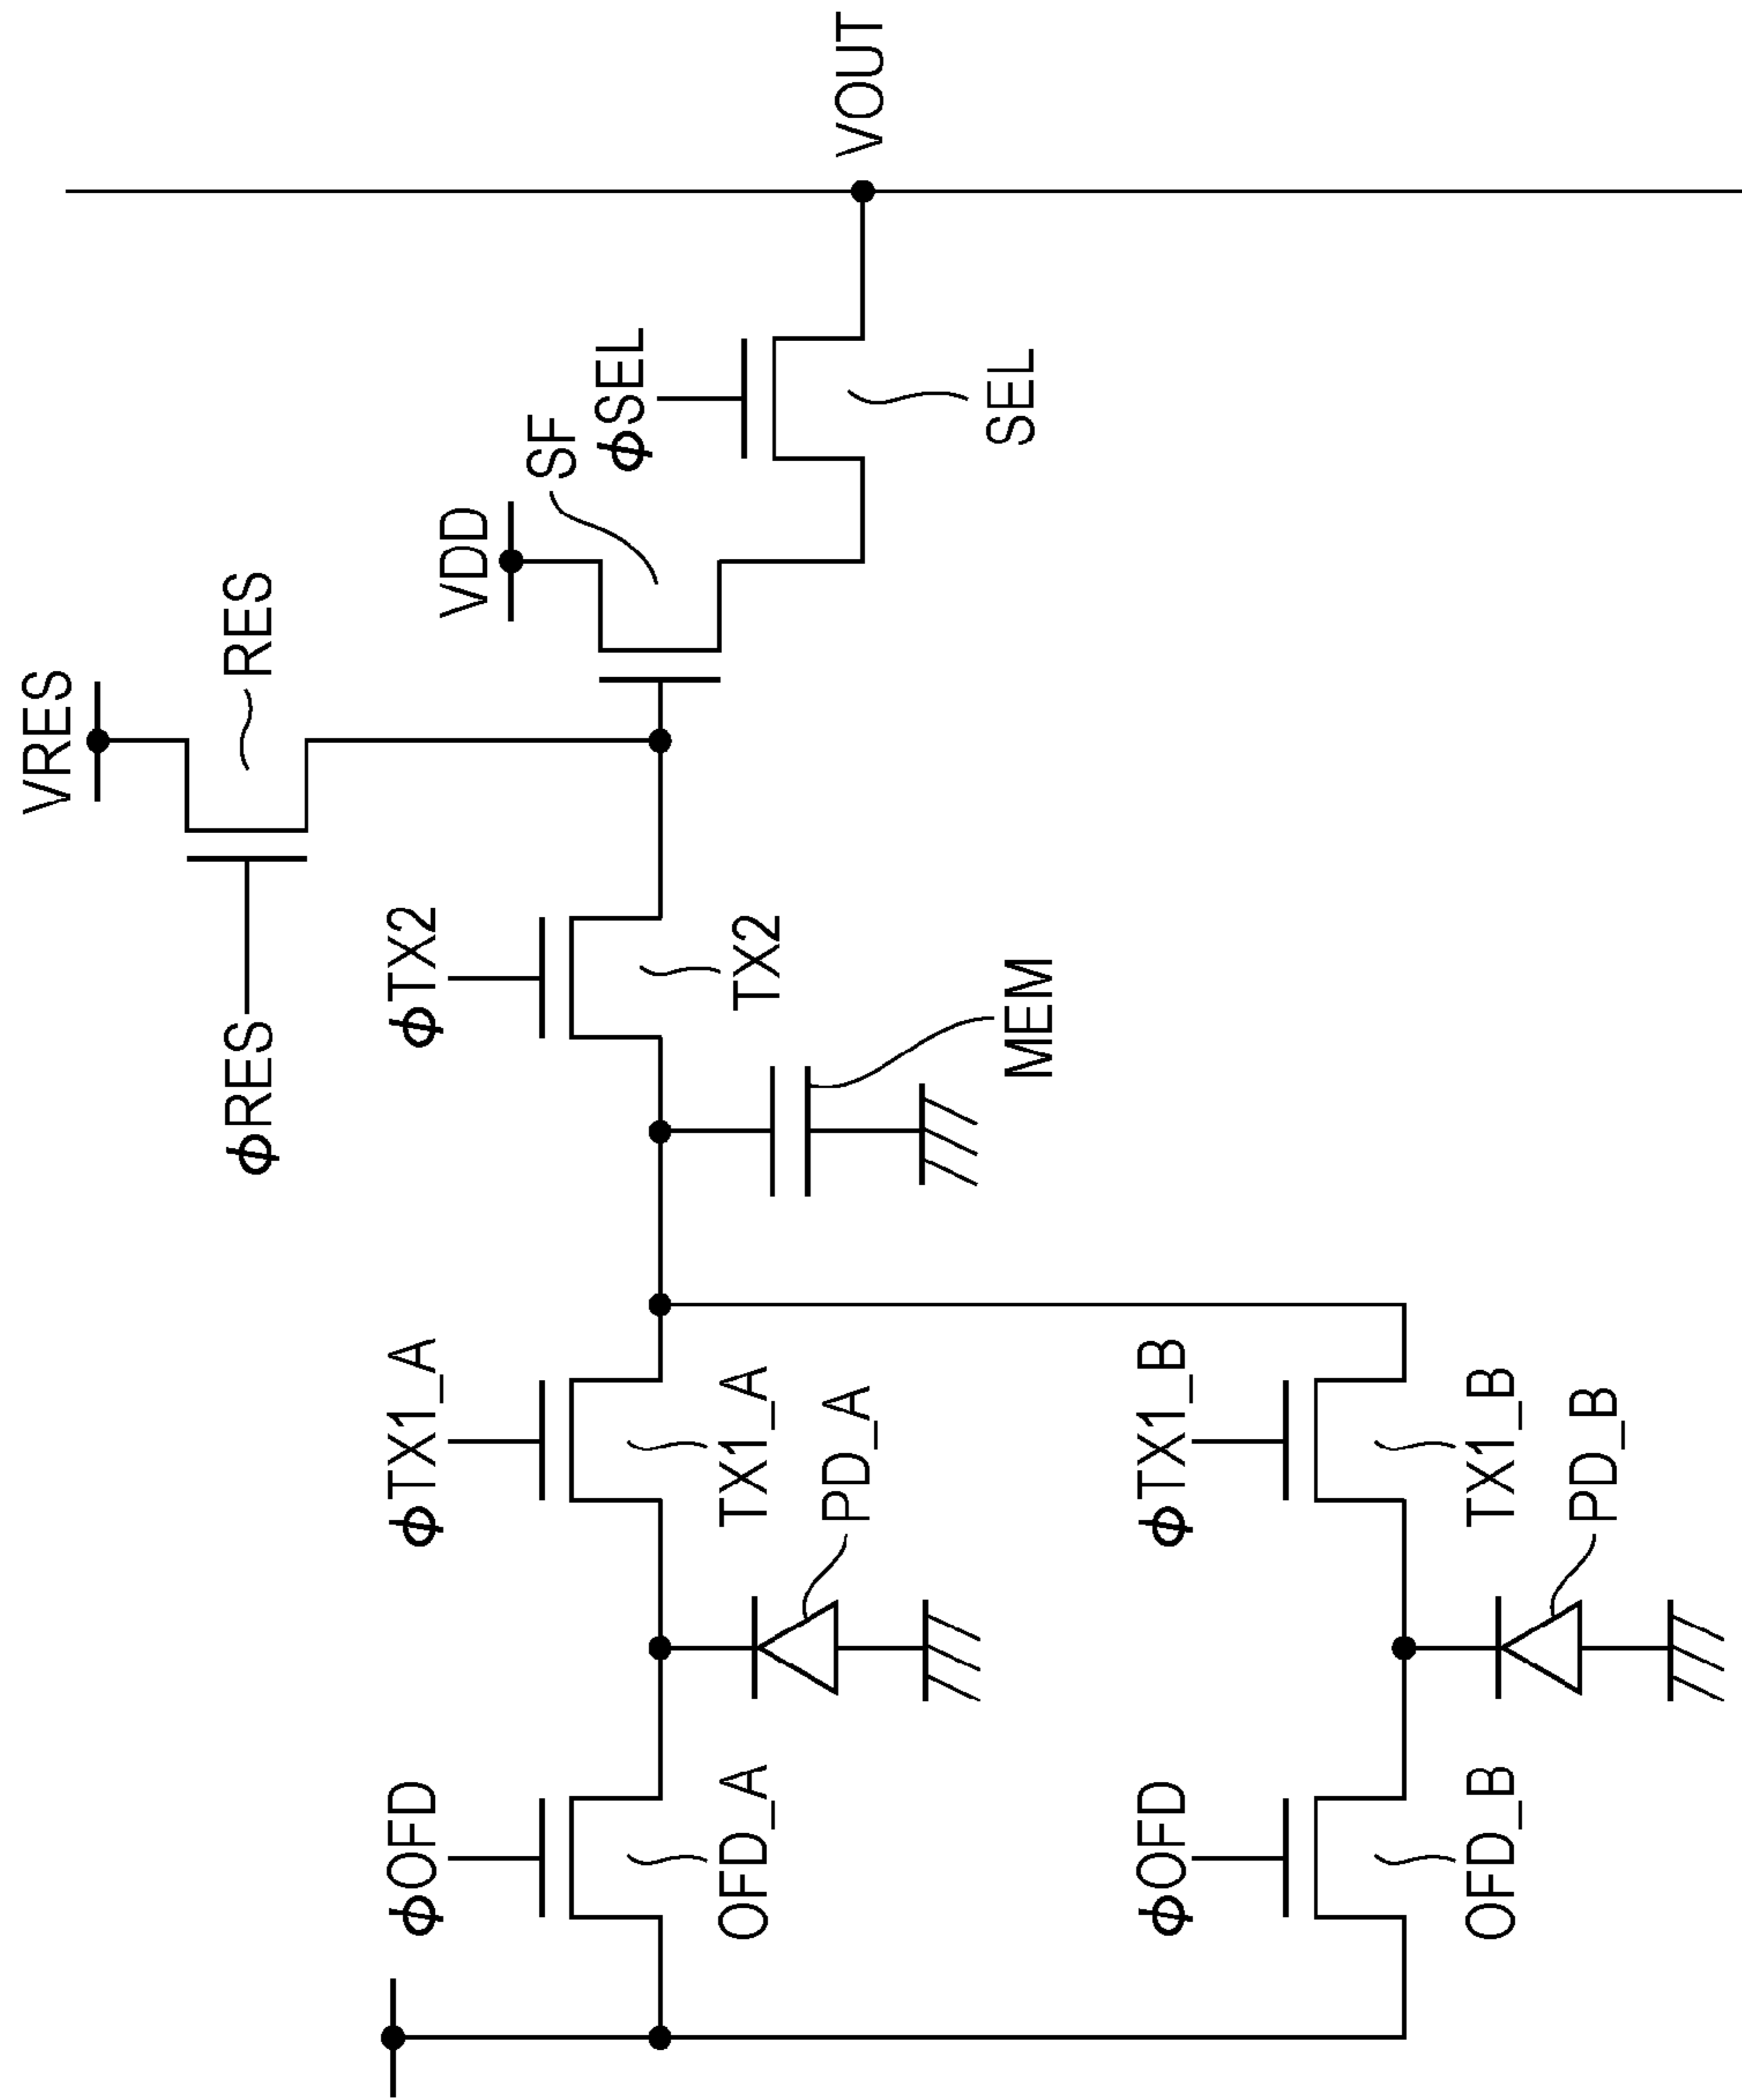 VRES
ϕRES
RES
VDD
SF
ϕOFD
ϕTX1_A
ϕTX2
ϕSEL
VOUT
OFD_A
TX1_A
TX2
SEL
PD_A
MEM
ϕOFD
ϕTX1_B
OFD_B
TX1_B
PD_B